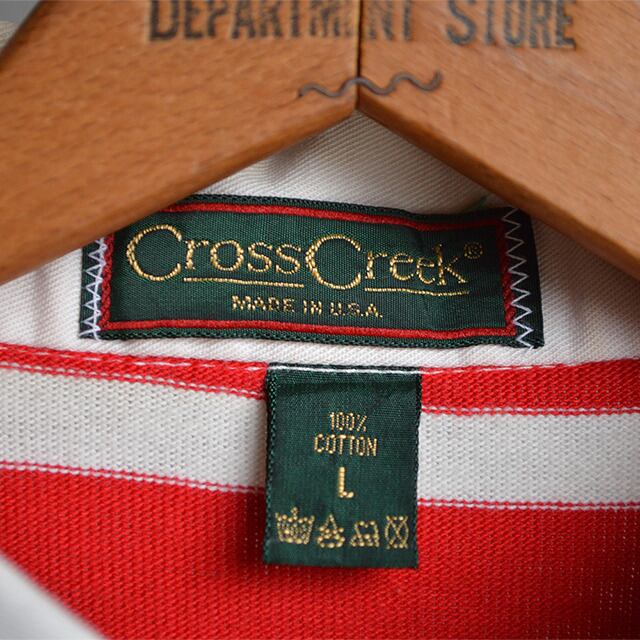 DEPARTMENT STORE
CrossCreek®
MADE IN U.S.A.
100%
COTTON
L